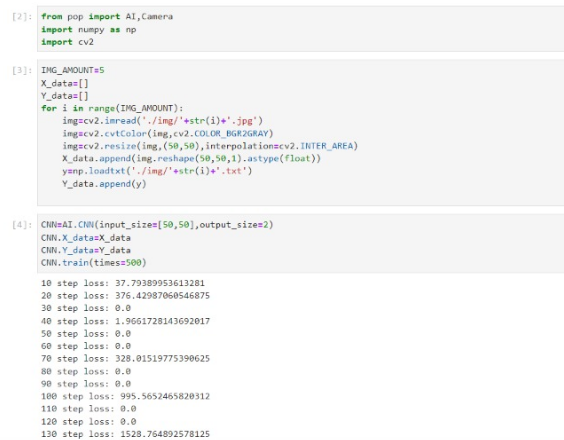 [2]: from pop import AI,Camera
import numpy as np
import cv2
[3]: IMG_AMOUNT=5
X_data=[]
Y_data=[]
for i in range(IMG_AMOUNT):
img=cv2.imread('./img/'+str(i)+'.jpg')
img=cv2.cvtColor(img,cv2.COLOR_BGR2GRAY)
img=cv2.resize(img,(50,50),interpolation=cv2.INTER_AREA)
X_data.append(img.reshape(50,50,1).astype(float))
y=np.loadtxt('./img/'+str(i)+'.txt')
Y_data.append(y)
[4]: CNN=AI.CNN(input_size=[50,50],output_size=2)
CNN.X_data=X_data
CNN.Y_data=Y_data
CNN.train(times=500)
10 step loss: 37.79389953613281
20 step loss: 376.42987060546875
30 step loss: 0.0
40 step loss: 1.9661728143692017
50 step loss: 0.0
60 step loss: 0.0
70 step loss: 328.01519775390625
80 step loss: 0.0
90 step loss: 0.0
100 step loss: 995.5652465820312
110 step loss: 0.0
120 step loss: 0.0
130 step loss: 1528.764892578125